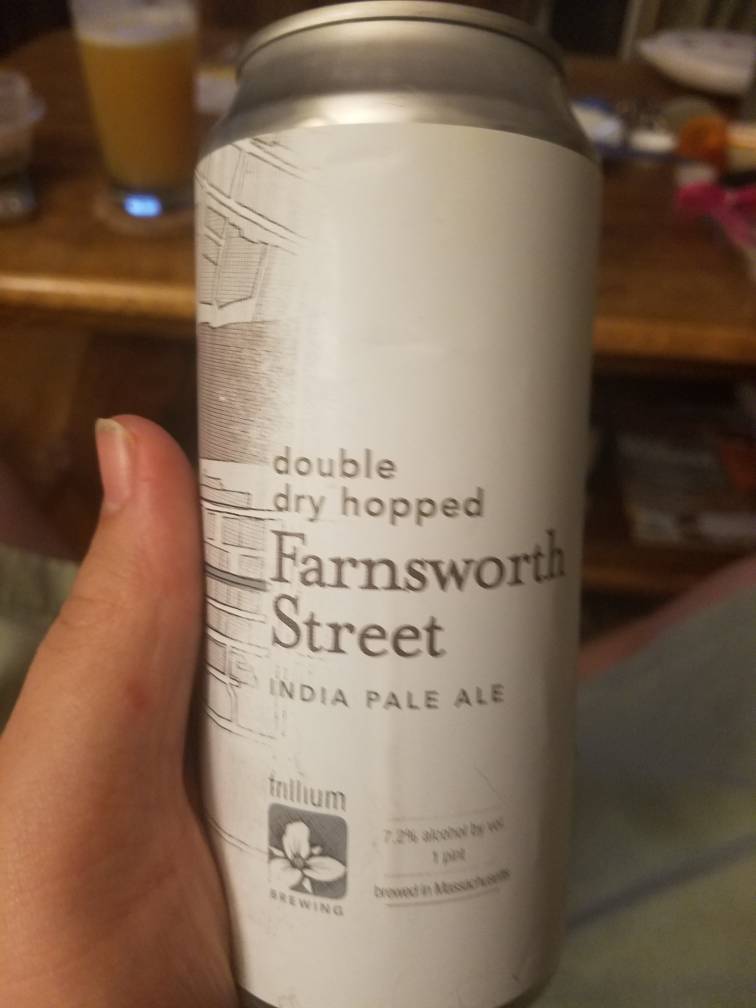 double
dry hopped
Farnsworth
Street
INDIA PALE ALE
trillium
BREWING
7.2% alcohol by vol
1 pint
brewed in Massachusetts